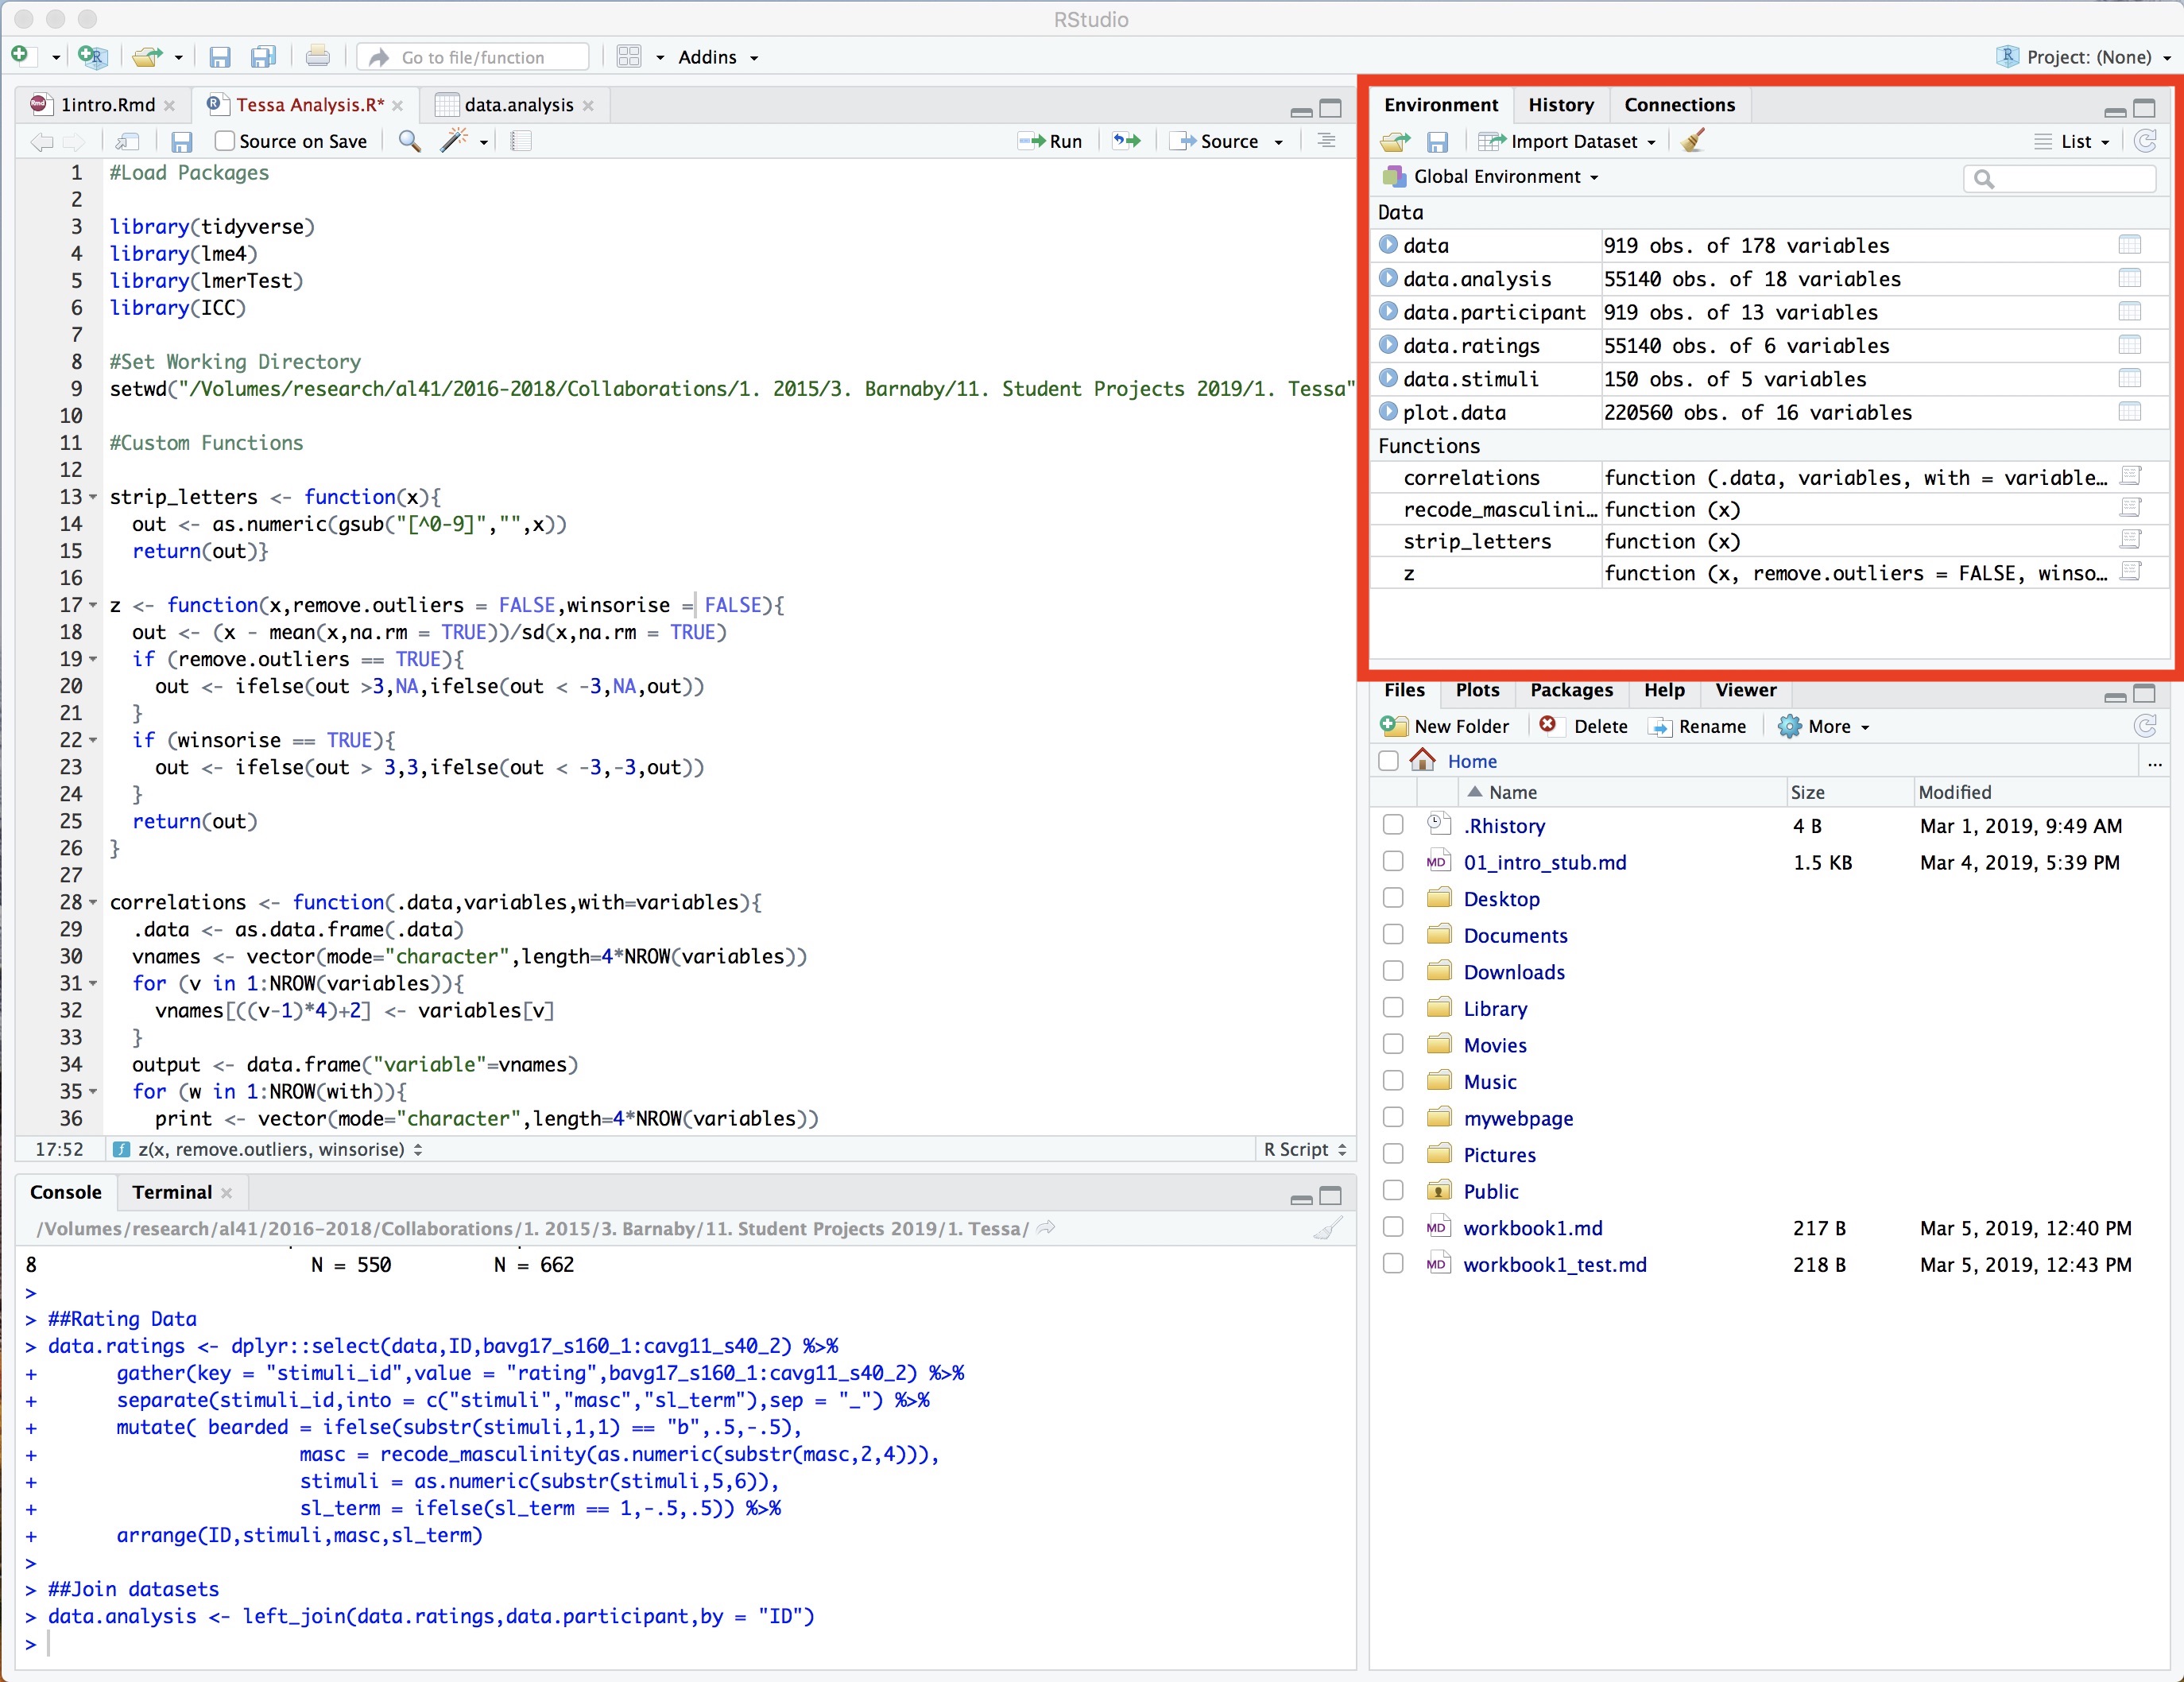 RStudio
Go to file/function
Addins
Project: (None)
1intro.Rmd
Tessa Analysis.R*
data.analysis
Source on Save
Run
Source
1 #Load Packages
2
3 library(tidyverse)
4 library(lme4)
5 library(lmerTest)
6 library(ICC)
7
8 #Set Working Directory
9 setwd("/Volumes/research/al41/2016-2018/Collaborations/1. 2015/3. Barnaby/11. Student Projects 2019/1. Tessa"
10
11 #Custom Functions
12
13 strip_letters <- function(x){
14 out <- as.numeric(gsub("[^0-9]","",x))
15 return(out)}
16
17 z <- function(x,remove.outliers = FALSE,winsorise = FALSE){
18 out <- (x - mean(x,na.rm = TRUE))/sd(x,na.rm = TRUE)
19 if (remove.outliers == TRUE){
20 out <- ifelse(out >3,NA,ifelse(out < -3,NA,out))
21 }
22 if (winsorise == TRUE){
23 out <- ifelse(out > 3,3,ifelse(out < -3,-3,out))
24 }
25 return(out)
26 }
27
28 correlations <- function(.data,variables,with=variables){
29 .data <- as.data.frame(.data)
30 vnames <- vector(mode="character",length=4*NROW(variables))
31 for (v in 1:NROW(variables)){
32 vnames[((v-1)*4)+2] <- variables[v]
33 }
34 output <- data.frame("variable"=vnames)
35 for (w in 1:NROW(with)){
36 print <- vector(mode="character",length=4*NROW(variables))
17:52 z(x, remove.outliers, winsorise) R Script
Console Terminal
/Volumes/research/al41/2016-2018/Collaborations/1. 2015/3. Barnaby/11. Student Projects 2019/1. Tessa/
8 N = 550 N = 662
>
> ##Rating Data
> data.ratings <- dplyr::select(data,ID,bavg17_s160_1:cavg11_s40_2) %>%
+ gather(key = "stimuli_id",value = "rating",bavg17_s160_1:cavg11_s40_2) %>%
+ separate(stimuli_id,into = c("stimuli","masc","sl_term"),sep = "_") %>%
+ mutate( bearded = ifelse(substr(stimuli,1,1) == "b",.5,-.5),
+ masc = recode_masculinity(as.numeric(substr(masc,2,4))),
+ stimuli = as.numeric(substr(stimuli,5,6)),
+ sl_term = ifelse(sl_term == 1,-.5,.5)) %>%
+ arrange(ID,stimuli,masc,sl_term)
>
> ##Join datasets
> data.analysis <- left_join(data.ratings,data.participant,by = "ID")
>
Environment History Connections
Import Dataset List
Global Environment
Data
data 919 obs. of 178 variables
data.analysis 55140 obs. of 18 variables
data.participant 919 obs. of 13 variables
data.ratings 55140 obs. of 6 variables
data.stimuli 150 obs. of 5 variables
plot.data 220560 obs. of 16 variables
Functions
correlations function (.data, variables, with = variable…
recode_masculini… function (x)
strip_letters function (x)
z function (x, remove.outliers = FALSE, winso…
Files Plots Packages Help Viewer
New Folder Delete Rename More
Home ...
Name Size Modified
.Rhistory 4 B Mar 1, 2019, 9:49 AM
MD 01_intro_stub.md 1.5 KB Mar 4, 2019, 5:39 PM
Desktop
Documents
Downloads
Library
Movies
Music
mywebpage
Pictures
Public
MD workbook1.md 217 B Mar 5, 2019, 12:40 PM
MD workbook1_test.md 218 B Mar 5, 2019, 12:43 PM